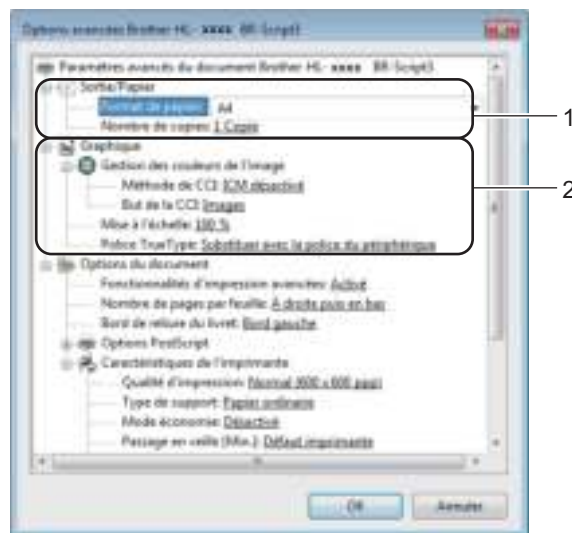 Options avancées Brother HL- xxxx BR-Script3
Paramètres avancés du document Brother HL- xxxx BR-Script3
Sortie/Papier
Format de papier: A4
Nombre de copies: 1 Copie
1
Graphique
Gestion des couleurs de l'image
Méthode de CCI: ICM désactivé
2
But de la CCI: Images
Mise à l'échelle: 100 %
Police TrueType: Substituer avec la police du périphérique
Options du document
Fonctionnalités d'impression avancées: Activé
Nombre de pages par feuille: À droite puis en bas
Bord de reliure du livret: Bord gauche
Options PostScript
Caractéristiques de l'imprimante
Qualité d'impression: Normal (600 x 600 ppp)
Type de support: Papier ordinaire
Mode économie: Désactivé
Passage en veille (Min.): Défaut imprimante
OK
Annuler